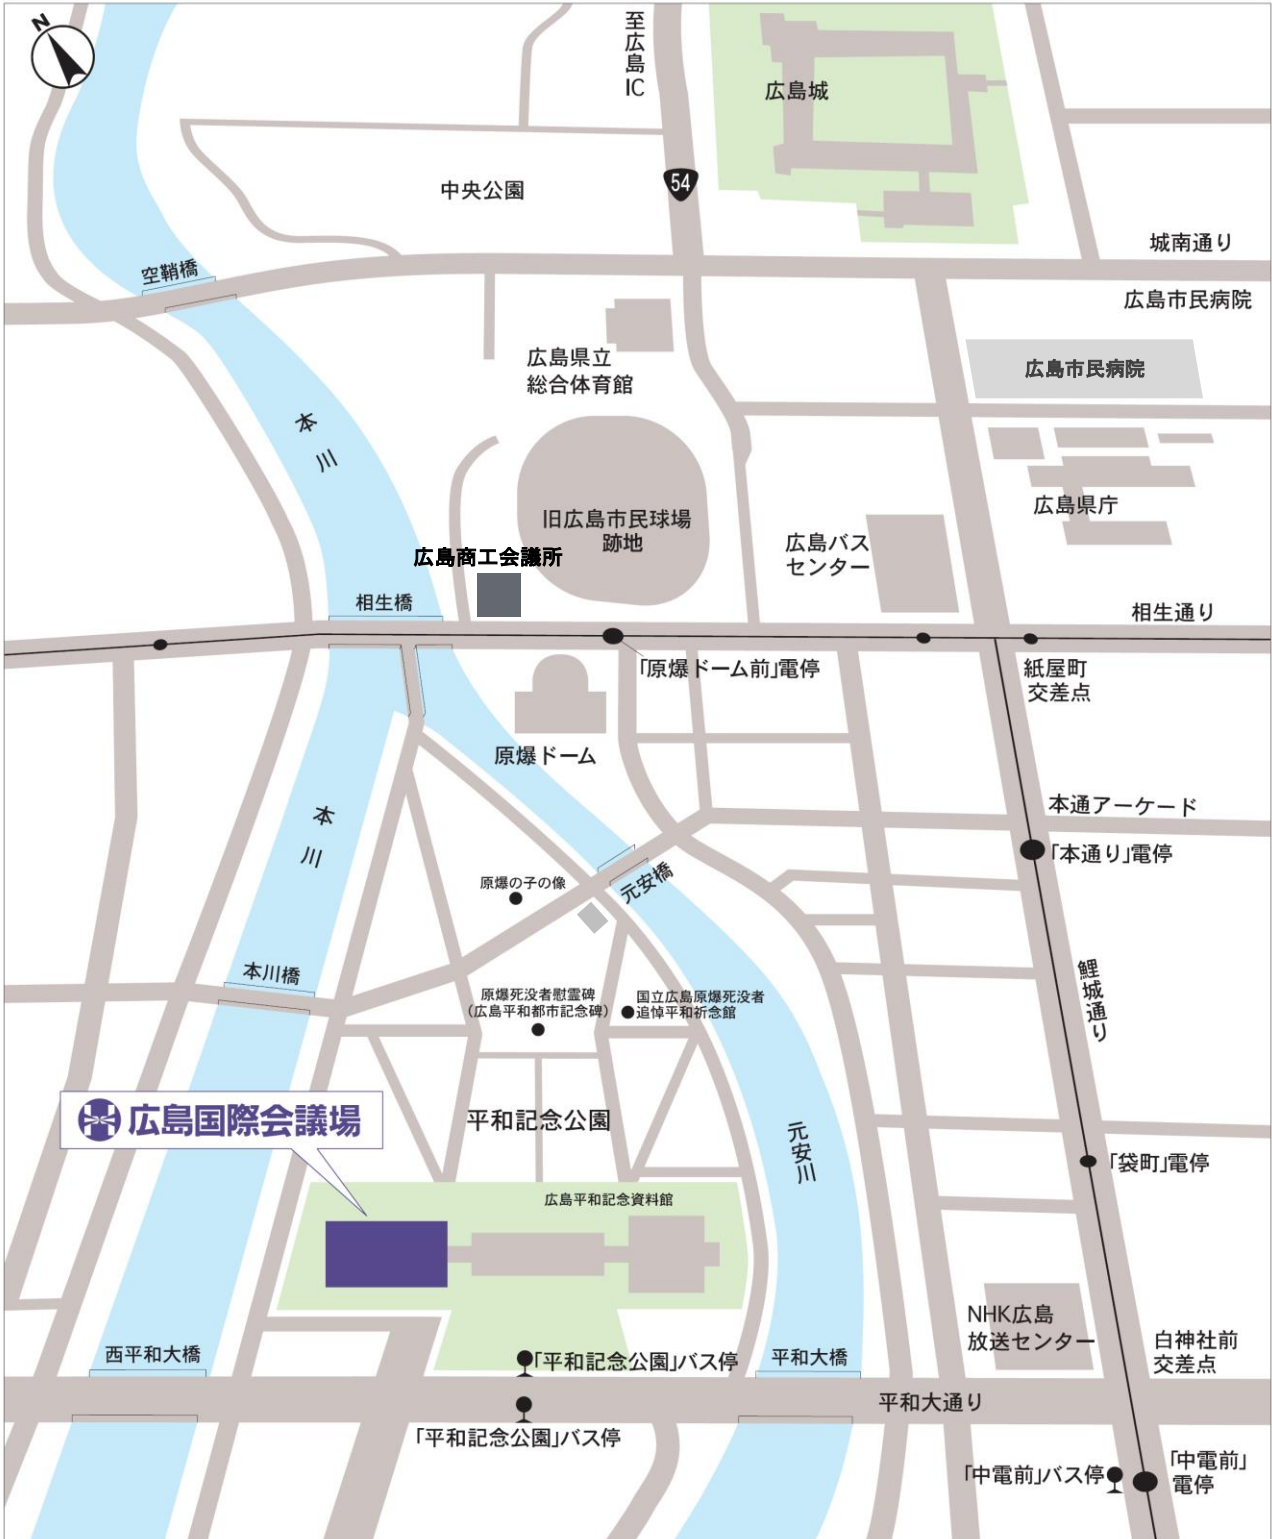 N
至広島IC
広島城
54
中央公園
城南通り
空鞘橋
広島市民病院
広島県立
総合体育館
広島市民病院
本川
旧広島市民球場
跡地
広島県庁
広島バス
センター
広島商工会議所
相生橋
相生通り
「原爆ドーム前」電停
紙屋町
交差点
原爆ドーム
本通アーケード
本川
「本通り」電停
原爆の子の像
元安橋
本川橋
鯉城通り
原爆死没者慰霊碑
(広島平和都市記念碑)
国立広島原爆死没者
追悼平和祈念館
広島国際会議場
平和記念公園
元安川
「袋町」電停
広島平和記念資料館
NHK広島
放送センター
白神社前
交差点
西平和大橋
「平和記念公園」バス停
平和大橋
平和大通り
「平和記念公園」バス停
「中電前」バス停
「中電前」
電停